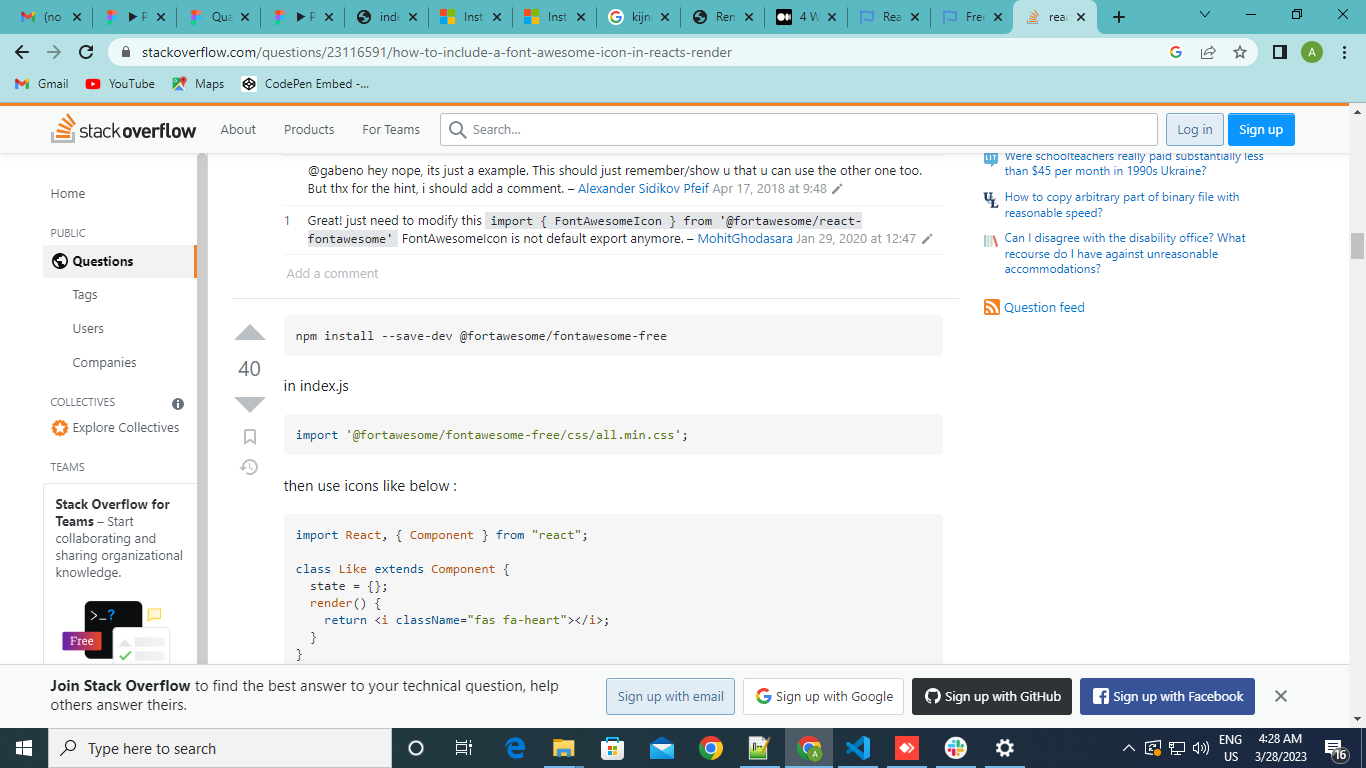 (no
P
Qua
P
inde
Inst
Inst
kijn
Ren
4 W
Rea
Free
reac
stackoverflow.com/questions/23116591/how-to-include-a-font-awesome-icon-in-reacts-render
A
Gmail
YouTube
Maps
CodePen Embed -...
stack overflow
About
Products
For Teams
Search...
Log in
Sign up
Home
PUBLIC
Questions
Tags
Users
Companies
COLLECTIVES
Explore Collectives
TEAMS
Stack Overflow for
Teams – Start
collaborating and
sharing organizational
knowledge.
>_?
Free
@gabeno hey nope, its just a example. This should just remember/show u that u can use the other one too.
But thx for the hint, i should add a comment. – Alexander Sidikov Pfeif Apr 17, 2018 at 9:48
1 Great! just need to modify this import { FontAwesomeIcon } from '@fortawesome/react-
fontawesome' FontAwesomeIcon is not default export anymore. – MohitGhodasara Jan 29, 2020 at 12:47
Add a comment
40
npm install --save-dev @fortawesome/fontawesome-free
in index.js
import '@fortawesome/fontawesome-free/css/all.min.css';
then use icons like below :
import React, { Component } from "react";
class Like extends Component {
state = {};
render() {
return <i className="fas fa-heart"></i>;
}
}
Were schoolteachers really paid substantially less
than $45 per month in 1990s Ukraine?
How to copy arbitrary part of binary file with
reasonable speed?
Can I disagree with the disability office? What
recourse do I have against unreasonable
accommodations?
Question feed
Join Stack Overflow to find the best answer to your technical question, help
others answer theirs.
Sign up with email
Sign up with Google
Sign up with GitHub
Sign up with Facebook
Type here to search
ENG
US
4:28 AM
3/28/2023
16